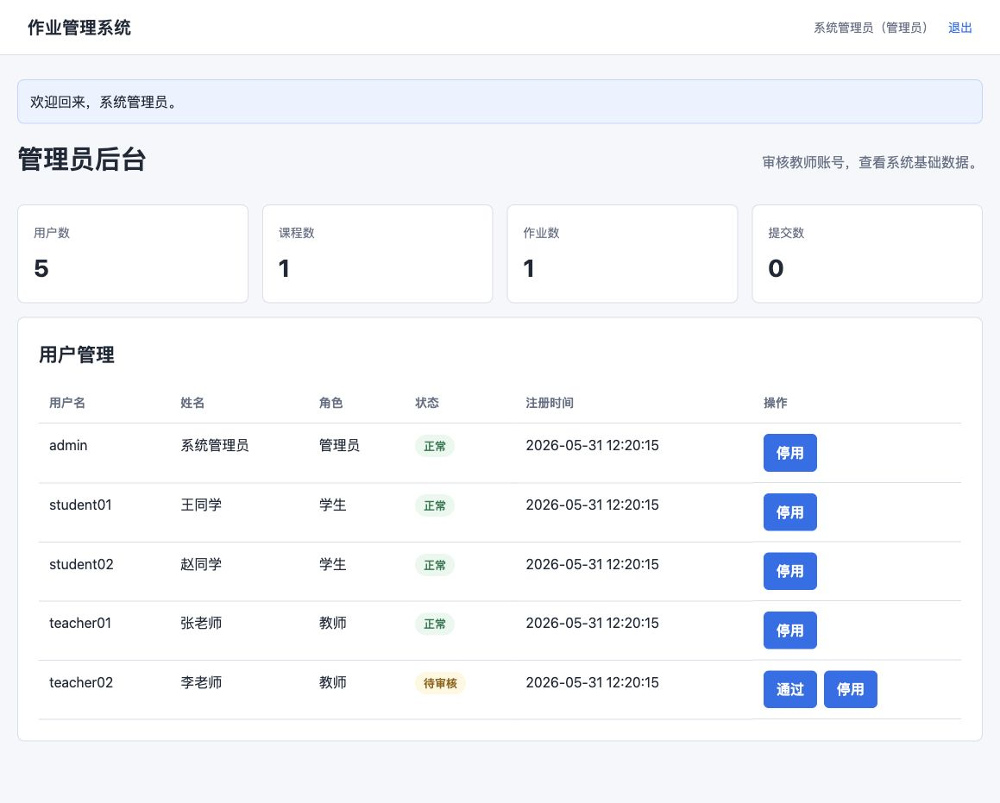 作业管理系统
系统管理员（管理员） 退出
欢迎回来，系统管理员。
管理员后台
审核教师账号，查看系统基础数据。
用户数 课程数 作业数 提交数
5 1 1 0
用户管理
用户名 姓名 角色 状态 注册时间 操作
admin 系统管理员 管理员 正常 2026-05-31 12:20:15 停用
student01 王同学 学生 正常 2026-05-31 12:20:15 停用
student02 赵同学 学生 正常 2026-05-31 12:20:15 停用
teacher01 张老师 教师 正常 2026-05-31 12:20:15 停用
teacher02 李老师 教师 待审核 2026-05-31 12:20:15 通过 停用